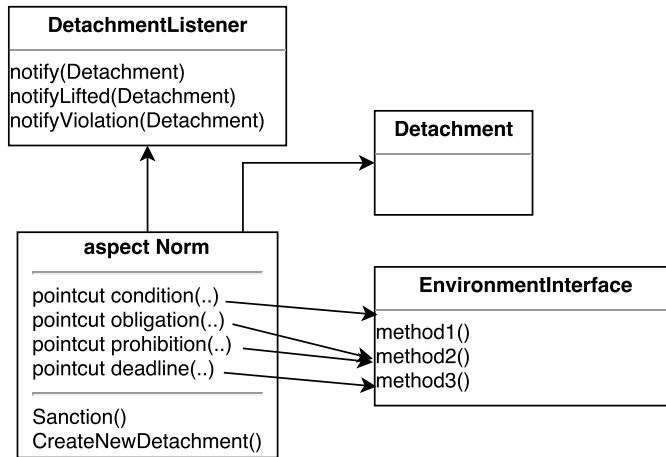 DetachmentListener
notify(Detachment)
notifyLifted(Detachment)
notifyViolation(Detachment)
Detachment
aspect Norm
pointcut condition(..)
pointcut obligation(..)
pointcut prohibition(..)
pointcut deadline(..)
Sanction()
CreateNewDetachment()
EnvironmentInterface
method1()
method2()
method3()